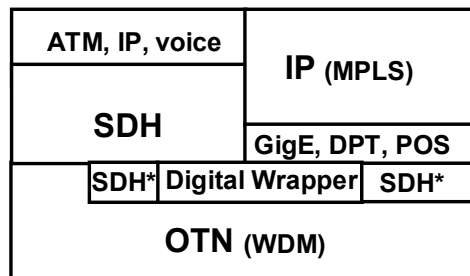 ATM, IP, voice
IP (MPLS)
SDH
GigE, DPT, POS
SDH* Digital Wrapper SDH*
OTN (WDM)